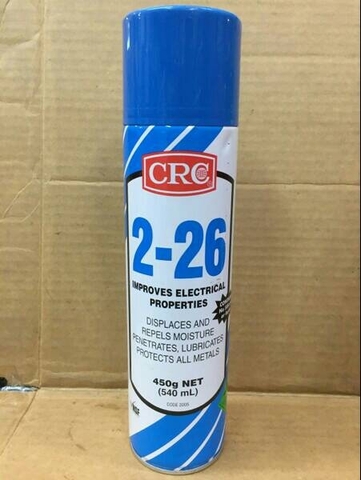 CRC
2-26
IMPROVES ELECTRICAL
PROPERTIES
DISPLACES AND
REPELS MOISTURE
PENETRATES, LUBRICATES
PROTECTS ALL METALS
450g NET
(540 mL)
NSF